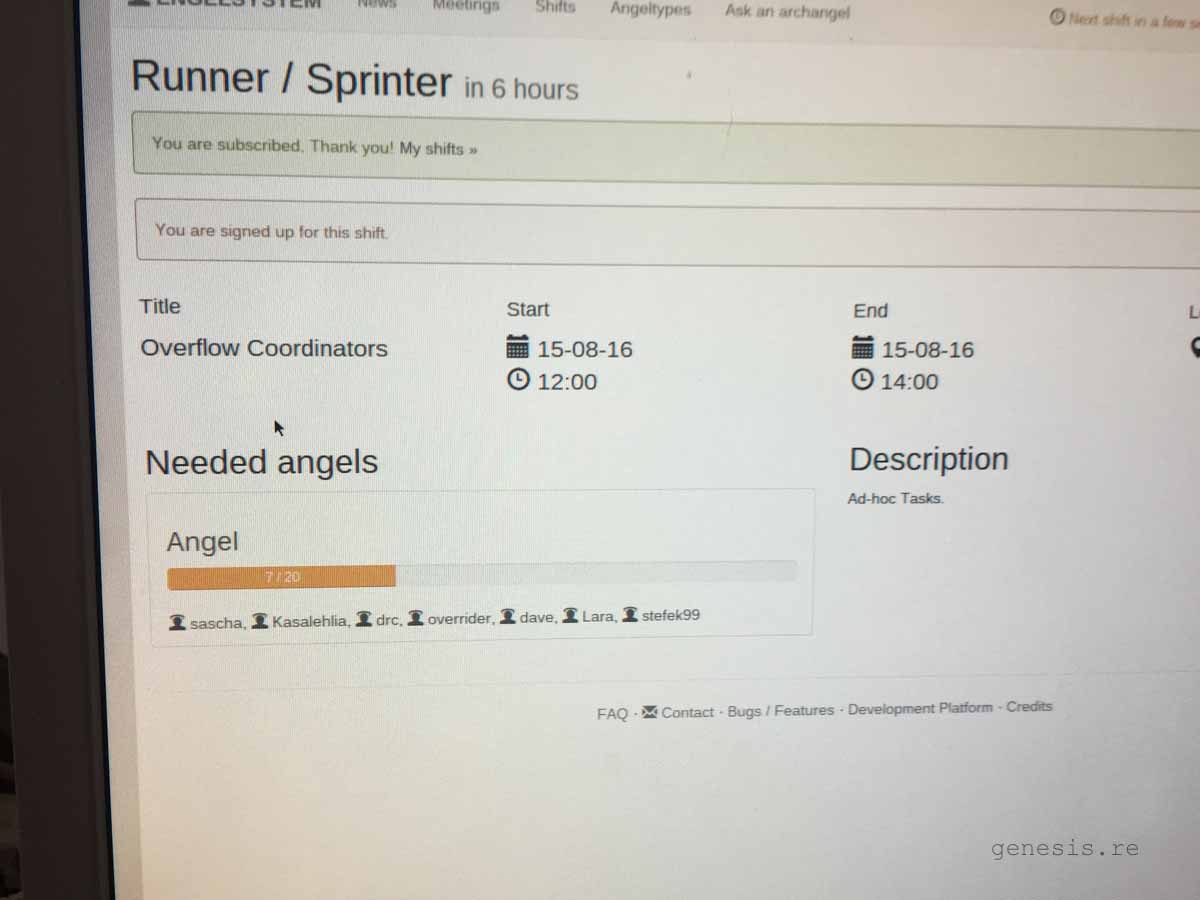 ENGELSYSTEM News Meetings Shifts Angeltypes Ask an archangel Next shift in a few
Runner / Sprinter in 6 hours
You are subscribed. Thank you! My shifts »
You are signed up for this shift.
Title Start End
Overflow Coordinators 15-08-16 15-08-16
12:00 14:00
Needed angels Description
Ad-hoc Tasks.
Angel
7 / 20
sascha, Kasalehlia, drc, overrider, dave, Lara, stefek99
FAQ · Contact · Bugs / Features · Development Platform · Credits
genesis.re